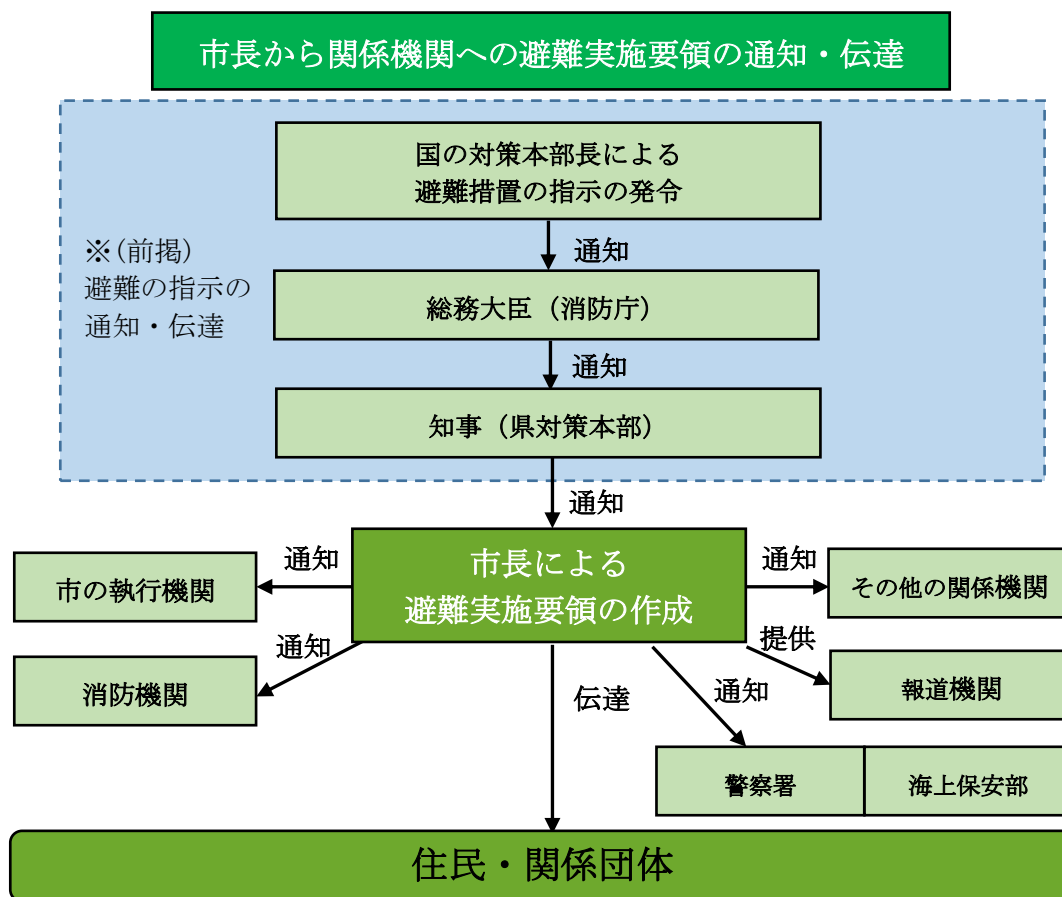 市長から関係機関への避難実施要領の通知・伝達
国の対策本部長による
避難措置の指示の発令
※(前掲)
避難の指示の
通知・伝達
通知
総務大臣(消防庁)
通知
知事(県対策本部)
通知
市長による
避難実施要領の作成
通知
市の執行機関
通知
その他の関係機関
通知
消防機関
提供
報道機関
伝達
通知
警察署
海上保安部
住民・関係団体